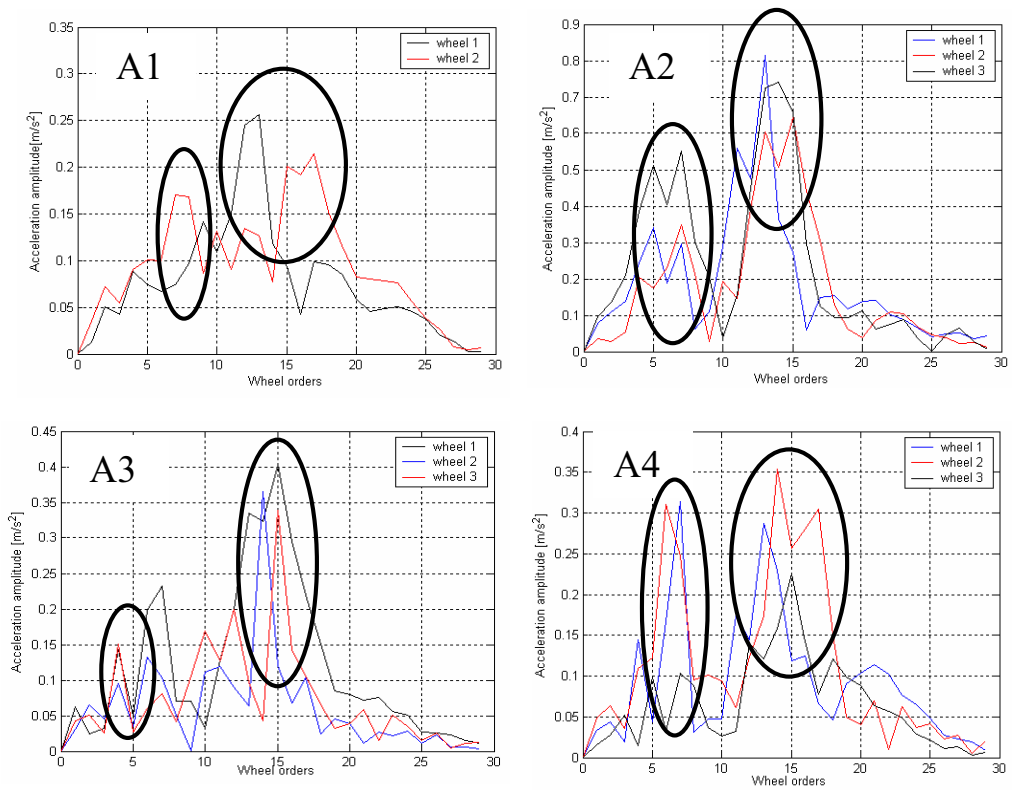 A1
wheel 1
wheel 2
Acceleration amplitude[m/s²]
0.35
0.3
0.25
0.2
0.15
0.1
0.05
0
0 5 10 15 20 25 30
Wheel orders
A2
wheel 1
wheel 2
wheel 3
Acceleration amplitude [m/s²]
0.9
0.8
0.7
0.6
0.5
0.4
0.3
0.2
0.1
0
0 5 10 15 20 25 30
Wheel orders
A3
wheel 1
wheel 2
wheel 3
Acceleration amplitude [m/s²]
0.45
0.4
0.35
0.3
0.25
0.2
0.15
0.1
0.05
0
0 5 10 15 20 25 30
Wheel orders
A4
wheel 1
wheel 2
wheel 3
Acceleration amplitude [m/s²]
0.4
0.35
0.3
0.25
0.2
0.15
0.1
0.05
0
0 5 10 15 20 25 30
Wheel orders